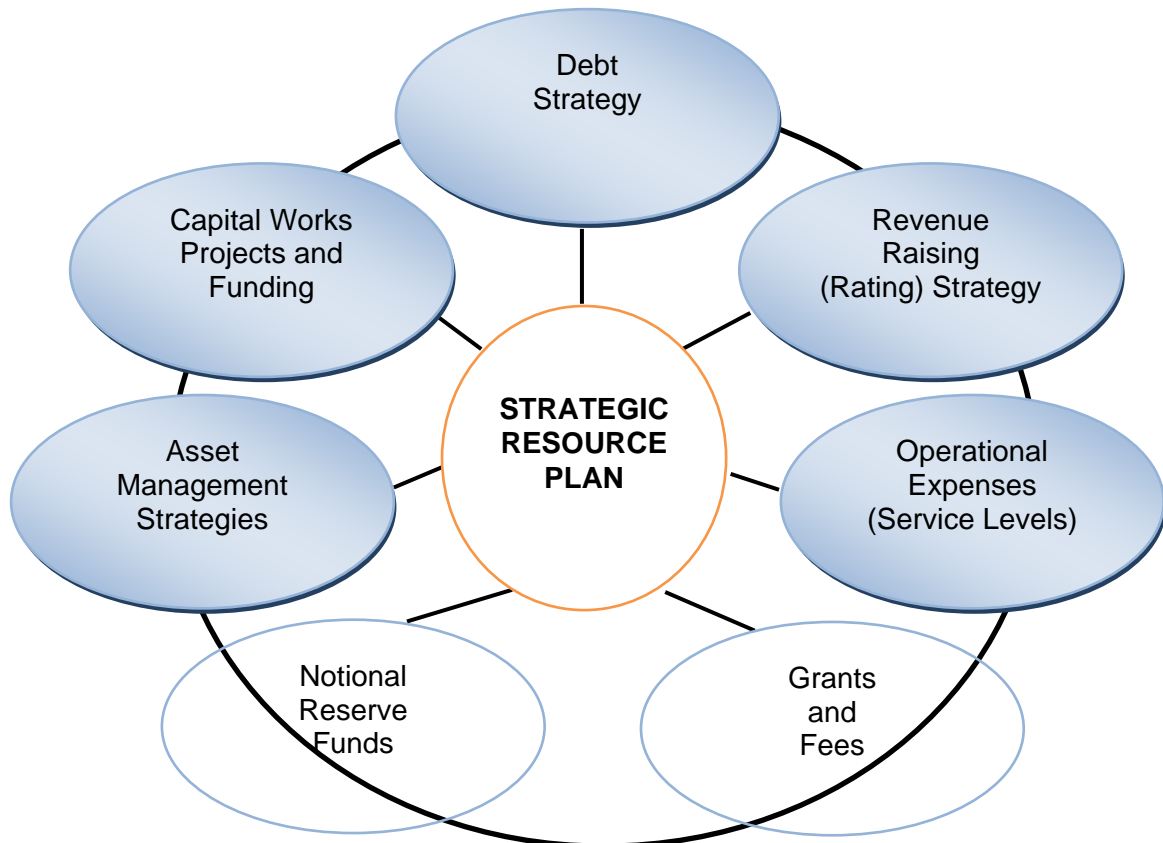 Debt
Strategy
Capital Works
Projects and
Funding
Revenue
Raising
(Rating) Strategy
STRATEGIC
RESOURCE
PLAN
Asset
Management
Strategies
Operational
Expenses
(Service Levels)
Notional
Reserve
Funds
Grants
and
Fees